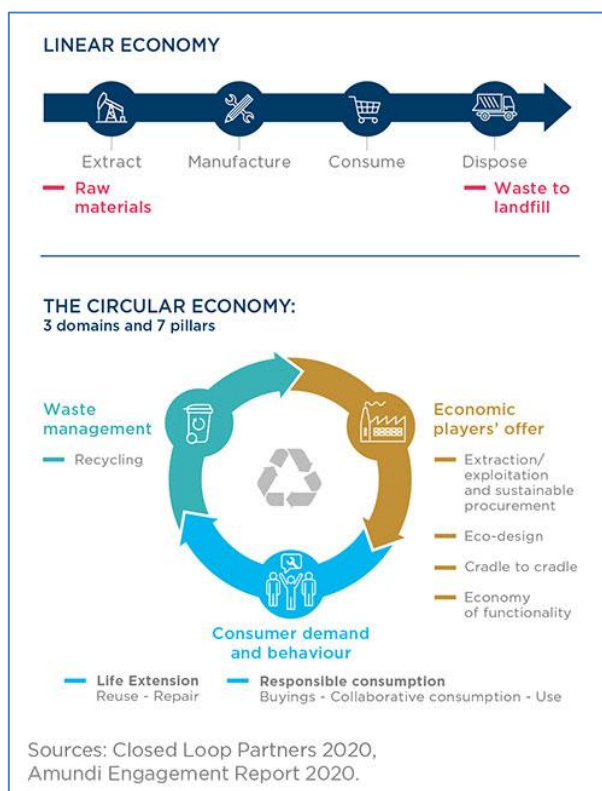 LINEAR ECONOMY
Extract
Manufacture
Consume
Dispose
Raw
materials
Waste to
landfill
THE CIRCULAR ECONOMY:
3 domains and 7 pillars
Waste
management
Recycling
Economic
players' offer
Extraction/
exploitation
and sustainable
procurement
Eco-design
Cradle to cradle
Economy
of functionality
Consumer demand
and behaviour
Life Extension
Reuse - Repair
Responsible consumption
Buyings - Collaborative consumption - Use
Sources: Closed Loop Partners 2020,
Amundi Engagement Report 2020.